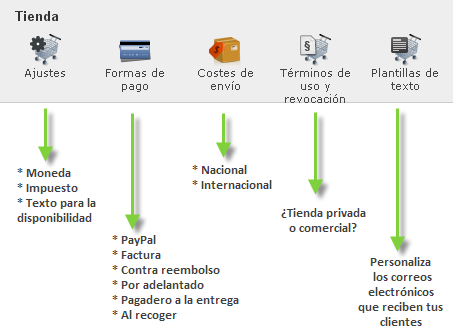 Tienda
Ajustes
Formas de
pago
Costes de
envío
Términos de
uso y
revocación
Plantillas de
texto
§
* Moneda
* Impuesto
* Texto para la
disponibilidad
* PayPal
* Factura
* Contra reembolso
* Por adelantado
* Pagadero a la entrega
* Al recoger
* Nacional
* Internacional
¿Tienda privada
o comercial?
Personaliza
los correos
electrónicos
que reciben tus
clientes